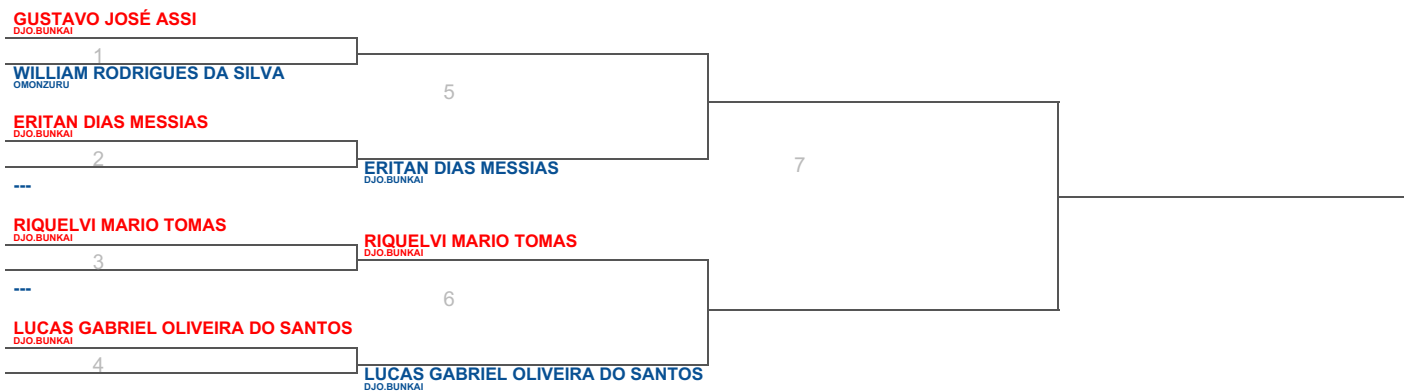 GUSTAVO JOSÉ ASSI
DJO.BUNKAI
1
WILLIAM RODRIGUES DA SILVA
OMONZURU
5
ERITAN DIAS MESSIAS
DJO.BUNKAI
2
ERITAN DIAS MESSIAS
DJO.BUNKAI
---
7
RIQUELVI MARIO TOMAS
DJO.BUNKAI
3
RIQUELVI MARIO TOMAS
DJO.BUNKAI
---
6
LUCAS GABRIEL OLIVEIRA DO SANTOS
DJO.BUNKAI
4
LUCAS GABRIEL OLIVEIRA DO SANTOS
DJO.BUNKAI